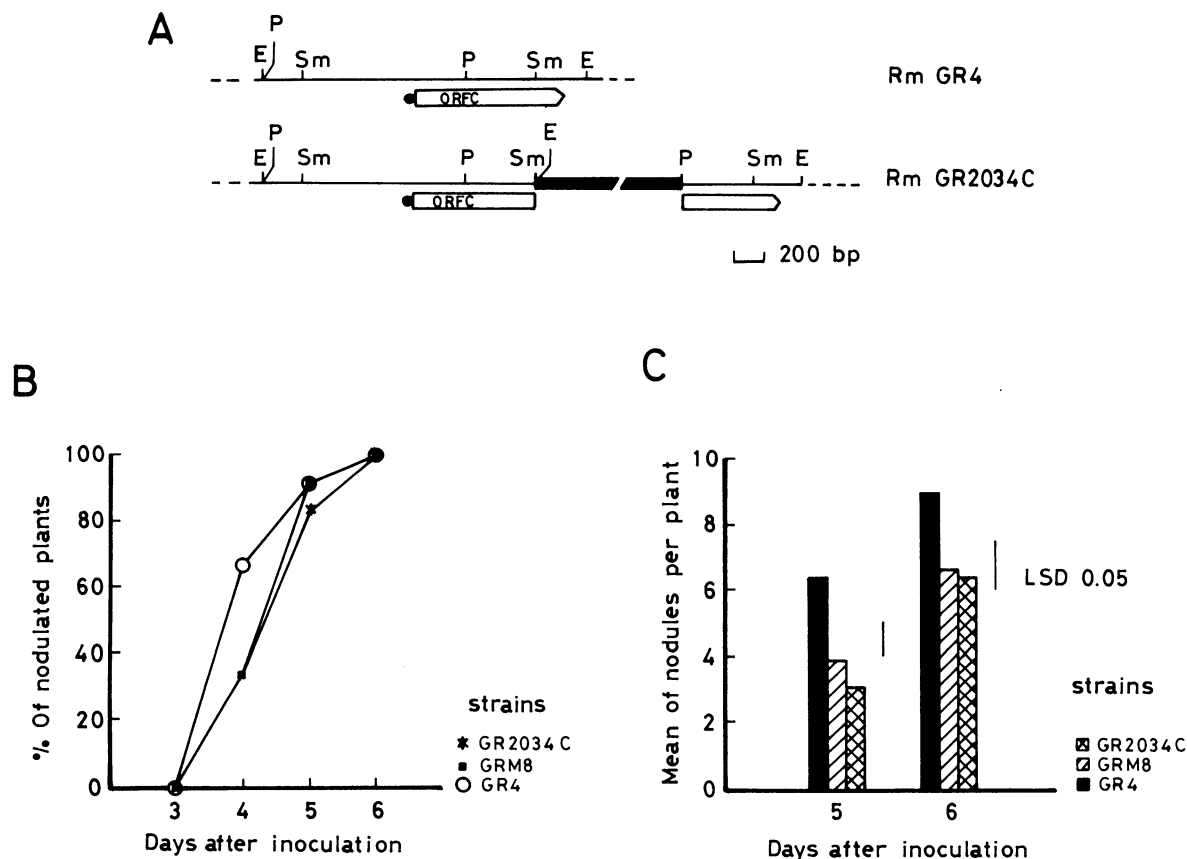 A
P
E Sm P Sm E
Rm GR4
ORFC
P E
E Sm P Sm P Sm E
Rm GR2034C
ORFC
200 bp
B
% Of nodulated plants
100
80
60
40
20
0
3 4 5 6
Days after inoculation
strains
GR2034C
GRM8
GR4
C
Mean of nodules per plant
10
8
6
4
2
0
5 6
Days after inoculation
LSD 0.05
strains
GR2034C
GRM8
GR4